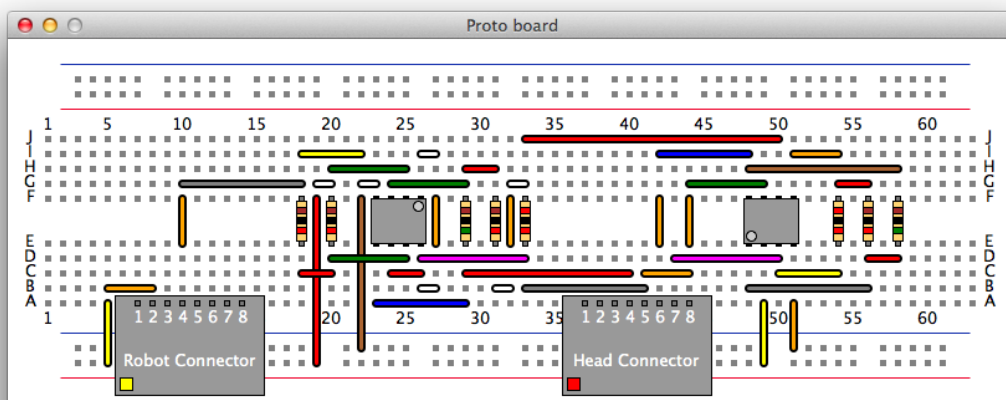 Proto board
1 5 10 15 20 25 30 35 40 45 50 55 60
J J
I I
H H
G G
F F
E E
D D
C C
B B
A A
1 20 25 30 35 50 55 60
1 2 3 4 5 6 7 8 1 2 3 4 5 6 7 8
Robot Connector Head Connector